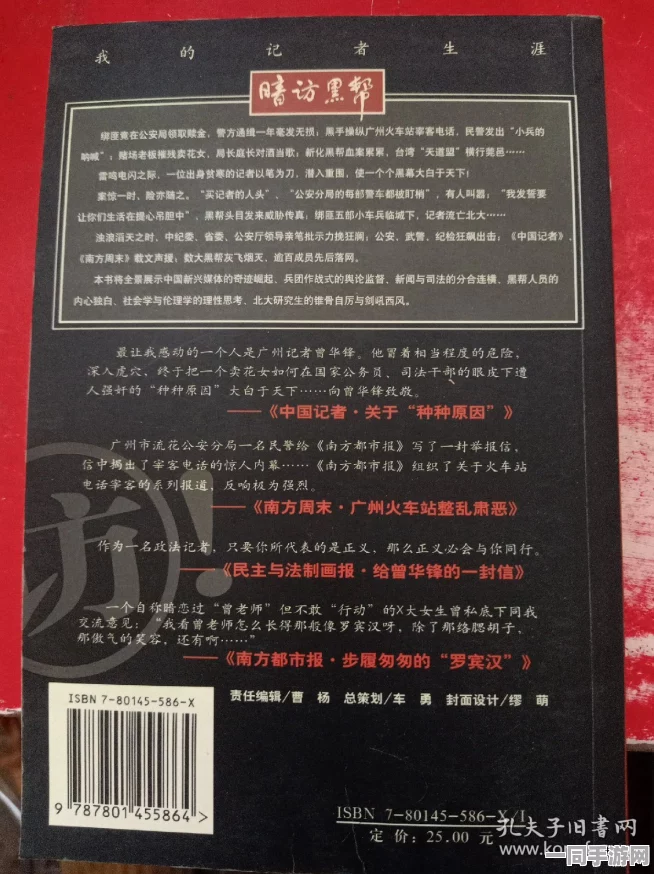 我的记者生涯
暗访黑帮
绑匪竟在公安局领取赎金，警方通缉一年毫发无损；黑手操纵广州火车站宰客电话，民警发出“小兵的
呐喊”；赌场老板摧残卖花女，局长庭长对酒当歌；新化黑帮血案累累，台湾“天道盟”横行莞邑……
雷鸣电闪之际，一位出身贫寒的记者以笔为刀，潜入重围，使一个个黑幕大白于天下！
案惊一时，险亦随之。“买记者的人头”、“公安分局的每部警车都被盯梢”，有人叫嚣：“我发誓要
让你们生活在提心吊胆中”，黑帮头目发来威胁传真，绑匪五部小车兵临城下，记者流亡北大……
浊浪滔天之时，中纪委、省委、公安厅领导亲笔批示力挽狂澜；公安、武警、纪检狂飙出击；《中国记者》、
《南方周末》载文声援；数大黑帮灰飞烟灭，逾百成员先后落网。
本书将全景展示中国新兴媒体的奇迹崛起、兵团作战式的舆论监督、新闻与司法的分合连横、黑帮人员的
内心独白、社会学与伦理学的理性思考、北大研究生的锥骨自厉与剑吼西风。
最让我感动的一个人是广州记者曾华锋。他冒着相当程度的危险，
深入虎穴，终于把一个卖花女如何在国家公务员、司法干部的眼皮下遭
人强奸的“种种原因”大白于天下……向曾华锋致敬。
——《中国记者·关于“种种原因”》
广州市流花公安分局一名民警给《南方都市报》写了一封举报信，
信中揭出了宰客电话的惊人内幕……《南方都市报》组织了关于火车站
电话宰客的系列报道，反响极为强烈。
——《南方周末·广州火车站整乱肃恶》
作为一名政法记者，只要你所代表的是正义，那么正义必会与你同行。
——《民主与法制画报·给曾华锋的一封信》
一个自称暗恋过“曾老师”但不敢“行动”的X大女生曾私底下同我
交流意见：“我看曾老师怎么长得那般像罗宾汉呀，除了那络腮胡子，
那傲气的笑容，还有啊……”
——《南方都市报·步履匆匆的“罗宾汉”》
方！
ISBN 7-80145-586-X
责任编辑/曹 杨 总策划/车 勇 封面设计/缪 萌
9 787801 455864 >
ISBN 7-80145-586-X/I
定 价：25.00 元
孔夫子旧书网
一同手游网